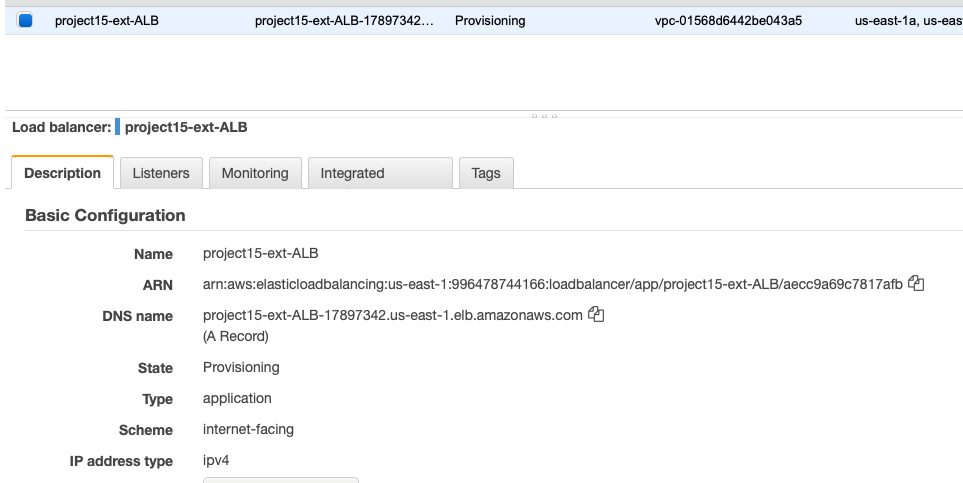 project15-ext-ALB project15-ext-ALB-17897342... Provisioning vpc-01568d6442be043a5 us-east-1a, us-eas
Load balancer: project15-ext-ALB
Description Listeners Monitoring Integrated Tags
Basic Configuration
Name project15-ext-ALB
ARN arn:aws:elasticloadbalancing:us-east-1:996478744166:loadbalancer/app/project15-ext-ALB/aecc9a69c7817afb
DNS name project15-ext-ALB-17897342.us-east-1.elb.amazonaws.com
(A Record)
State Provisioning
Type application
Scheme internet-facing
IP address type ipv4